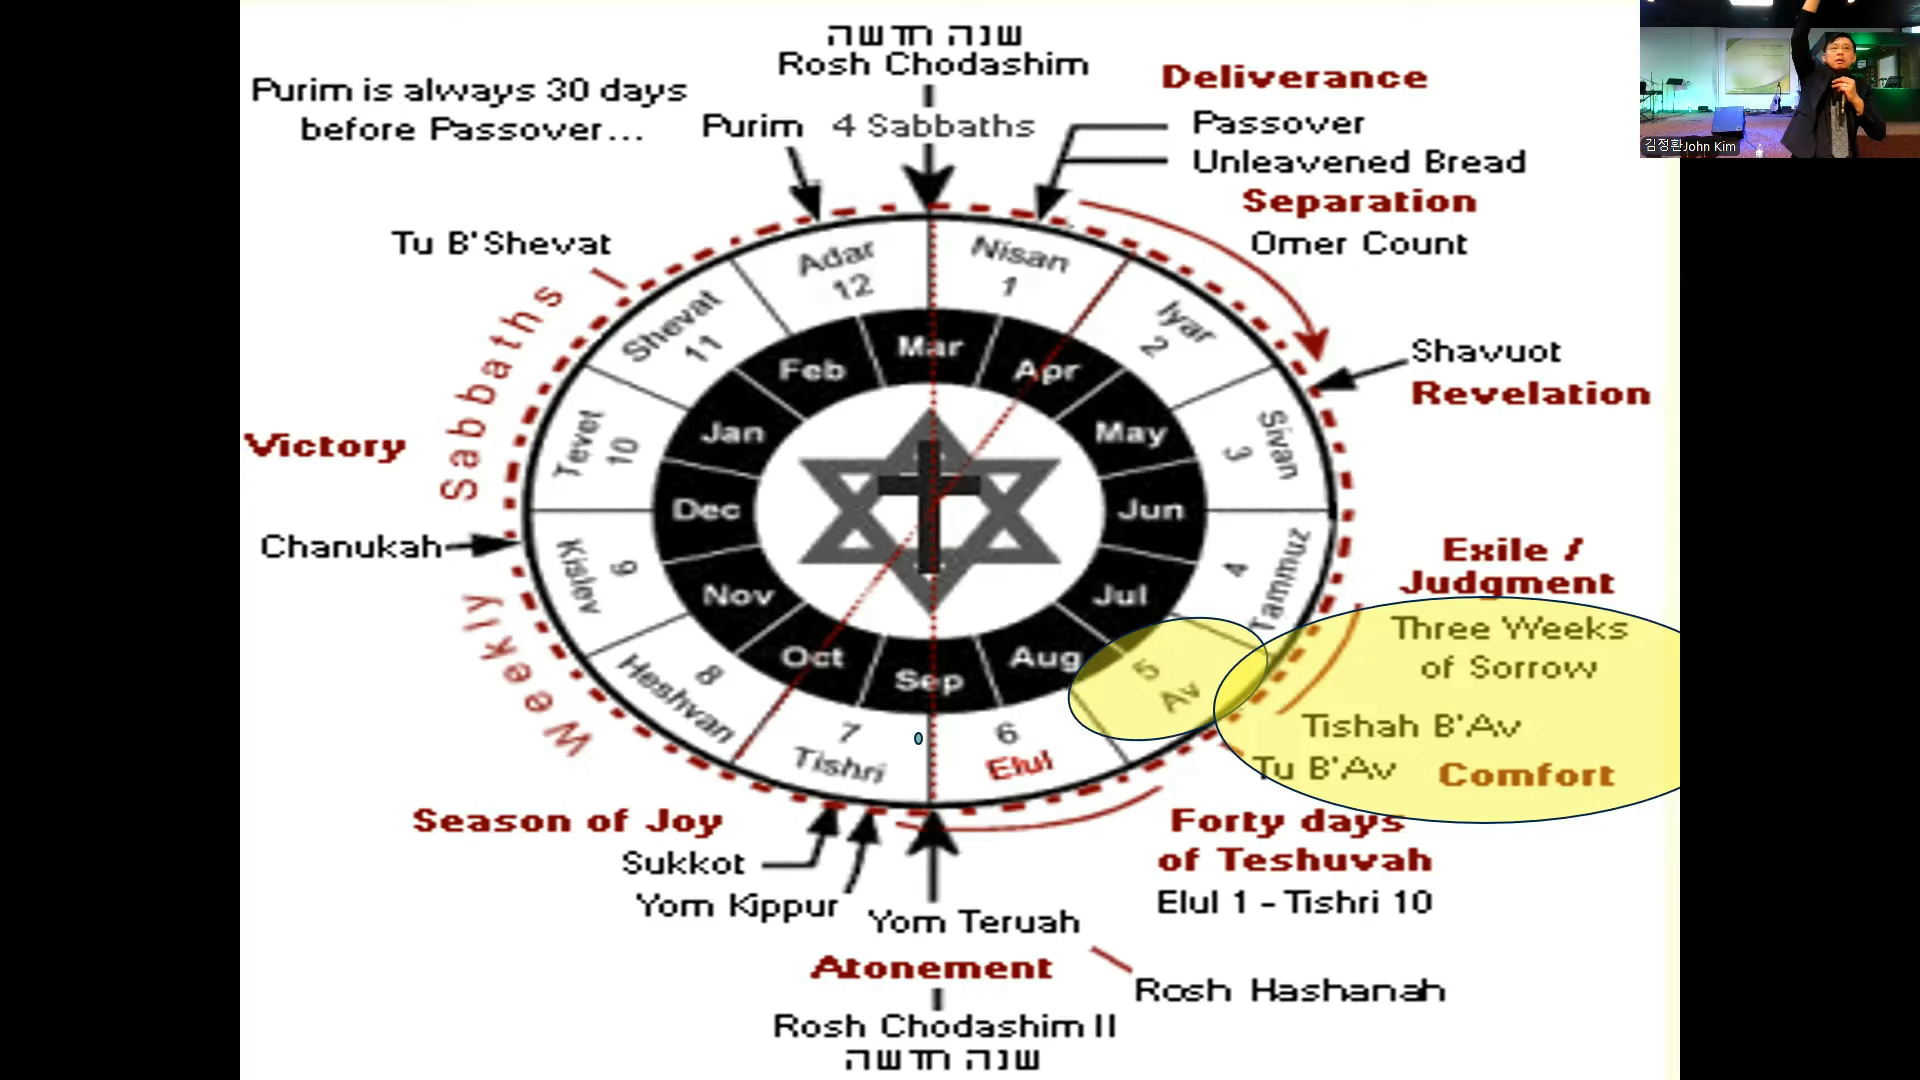 שנה חדשה
Rosh Chodashim
Purim is always 30 days
before Passover...
Purim
4 Sabbaths
Deliverance
Passover
Unleavened Bread
Separation
Omer Count
Tu B'Shevat
Shavuot
Revelation
Weekly Sabbaths
Victory
Chanukah
Exile /
Judgment
Three Weeks
of Sorrow
Tishah B'Av
Tu B'Av
Comfort
Nisan
1
Iyar
2
Sivan
3
Tammuz
4
5
Av
6
Elul
7
Tishri
8
Heshvan
Kislev
9
Tevet
10
Shevat
11
Adar
12
Mar
Apr
May
Jun
Jul
Aug
Sep
Oct
Nov
Dec
Jan
Feb
Season of Joy
Sukkot
Yom Kippur
Yom Teruah
Atonement
Rosh Chodashim II
שנה חדשה
Forty days
of Teshuvah
Elul 1 - Tishri 10
Rosh Hashanah
김정환John Kim